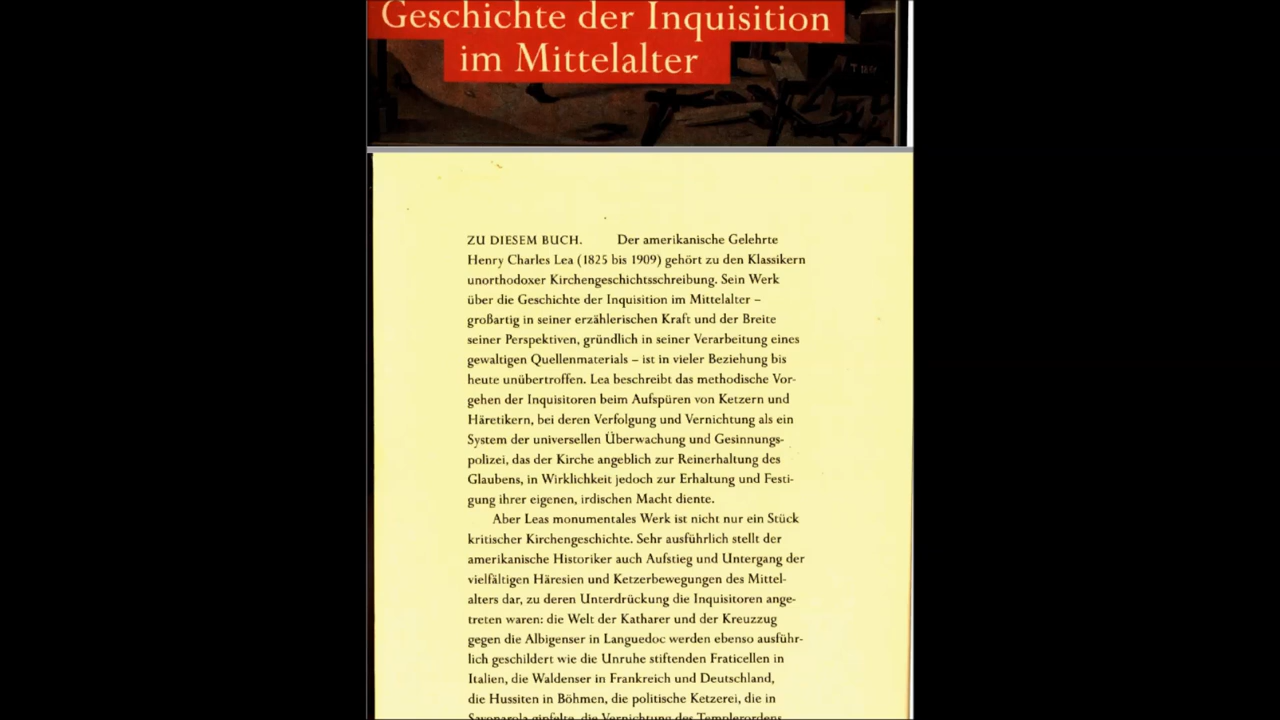 Geschichte der Inquisition
im Mittelalter
ZU DIESEM BUCH. Der amerikanische Gelehrte
Henry Charles Lea (1825 bis 1909) gehört zu den Klassikern
unorthodoxer Kirchengeschichtsschreibung. Sein Werk
über die Geschichte der Inquisition im Mittelalter –
großartig in seiner erzählerischen Kraft und der Breite
seiner Perspektiven, gründlich in seiner Verarbeitung eines
gewaltigen Quellenmaterials – ist in vieler Beziehung bis
heute unübertroffen. Lea beschreibt das methodische Vor-
gehen der Inquisitoren beim Aufspüren von Ketzern und
Häretikern, bei deren Verfolgung und Vernichtung als ein
System der universellen Überwachung und Gesinnungs-
polizei, das der Kirche angeblich zur Reinerhaltung des
Glaubens, in Wirklichkeit jedoch zur Erhaltung und Festi-
gung ihrer eigenen, irdischen Macht diente.
Aber Leas monumentales Werk ist nicht nur ein Stück
kritischer Kirchengeschichte. Sehr ausführlich stellt der
amerikanische Historiker auch Aufstieg und Untergang der
vielfältigen Häresien und Ketzerbewegungen des Mittel-
alters dar, zu deren Unterdrückung die Inquisitoren ange-
treten waren: die Welt der Katharer und der Kreuzzug
gegen die Albigenser in Languedoc werden ebenso ausführ-
lich geschildert wie die Unruhe stiftenden Fraticellen in
Italien, die Waldenser in Frankreich und Deutschland,
die Hussiten in Böhmen, die politische Ketzerei, die in
Savonarola gipfelte, die Vernichtung des Templerordens